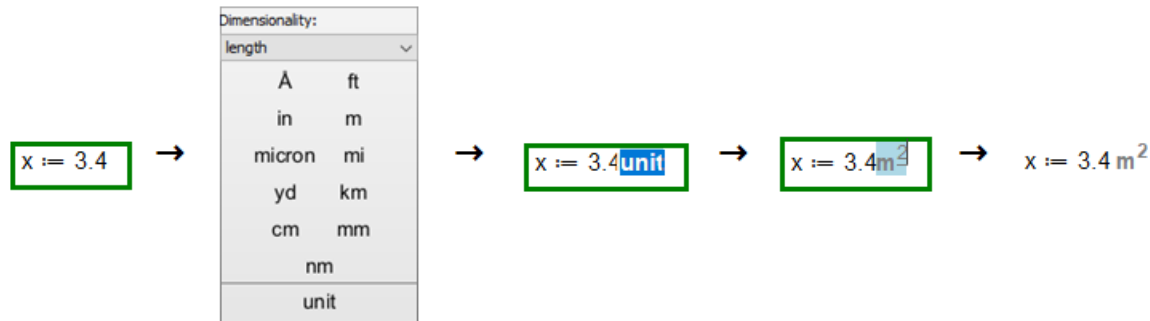 x := 3.4
→
Dimensionality:
length
Å ft
in m
micron mi
yd km
cm mm
nm
unit
→
x := 3.4unit
→
x := 3.4m²
→
x := 3.4 m²